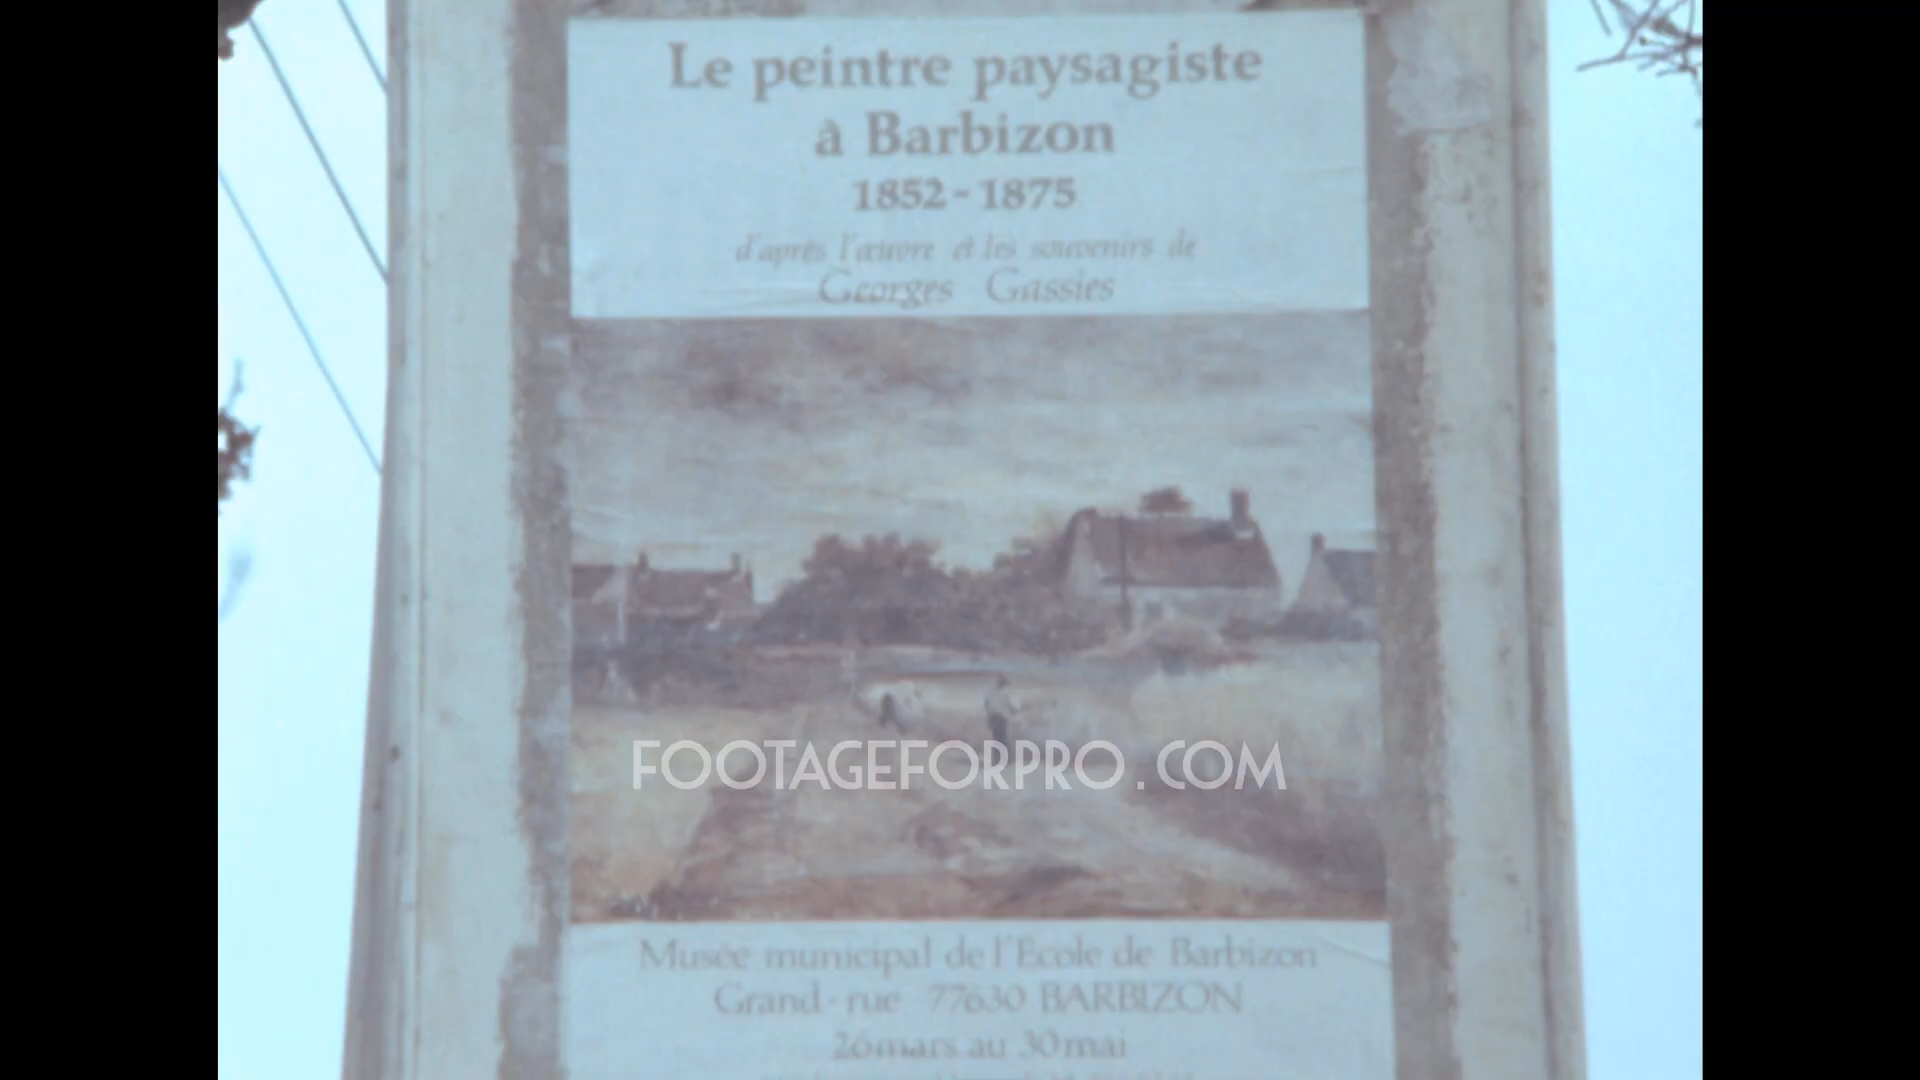 Le peintre paysagiste
à Barbizon
1852 - 1875
d'après l'œuvre et les souvenirs de
Georges Gassies
FOOTAGEFORPRO.COM
Musée municipal de l'Ecole de Barbizon
Grand-rue 77630 BARBIZON
26 mars au 30 mai